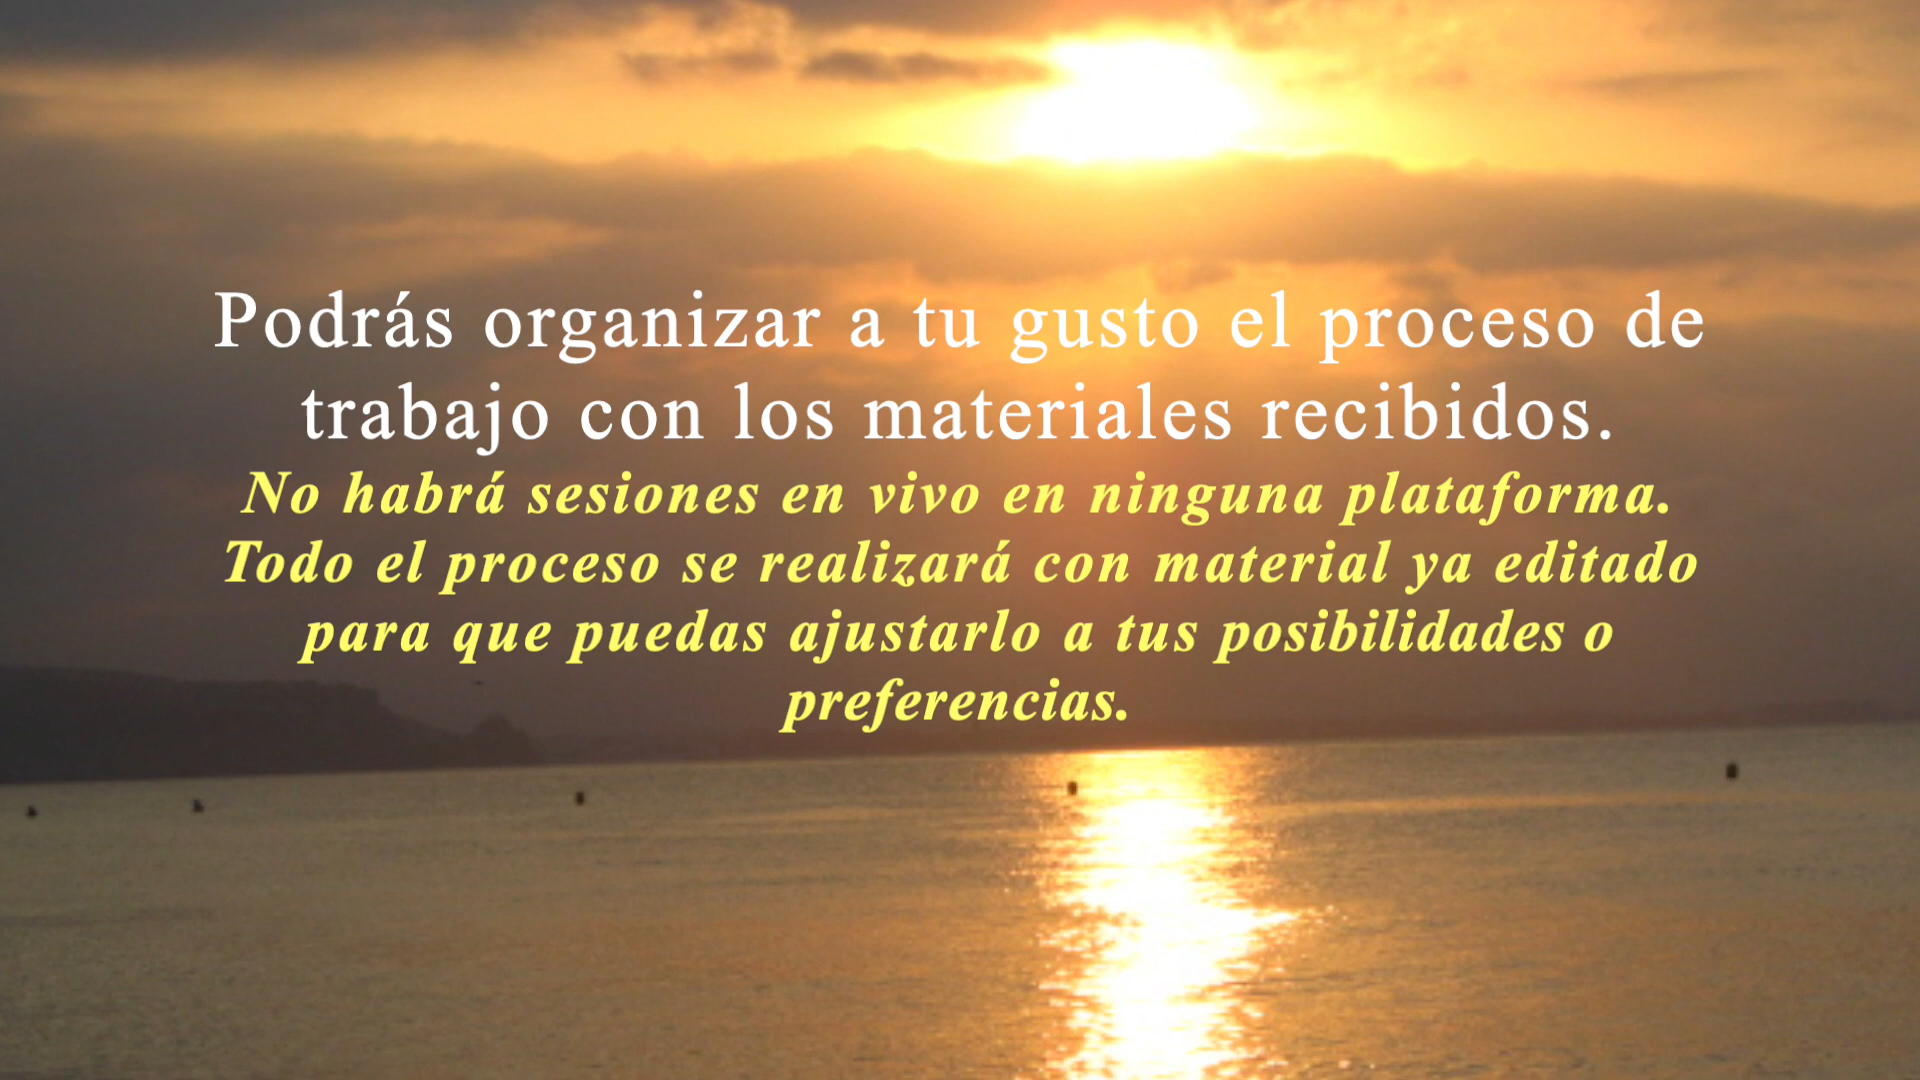 Podrás organizar a tu gusto el proceso de
trabajo con los materiales recibidos.
No habrá sesiones en vivo en ninguna plataforma.
Todo el proceso se realizará con material ya editado
para que puedas ajustarlo a tus posibilidades o
preferencias.